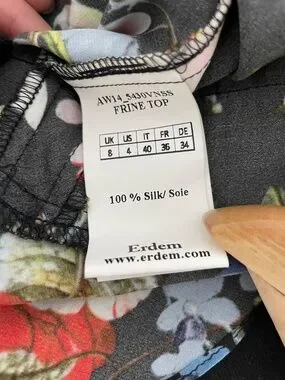 AW14_5430VNSS
FRINE TOP
UK US IT FR DE
8 4 40 36 34
100 % Silk/ Soie
Erdem
www.erdem.com